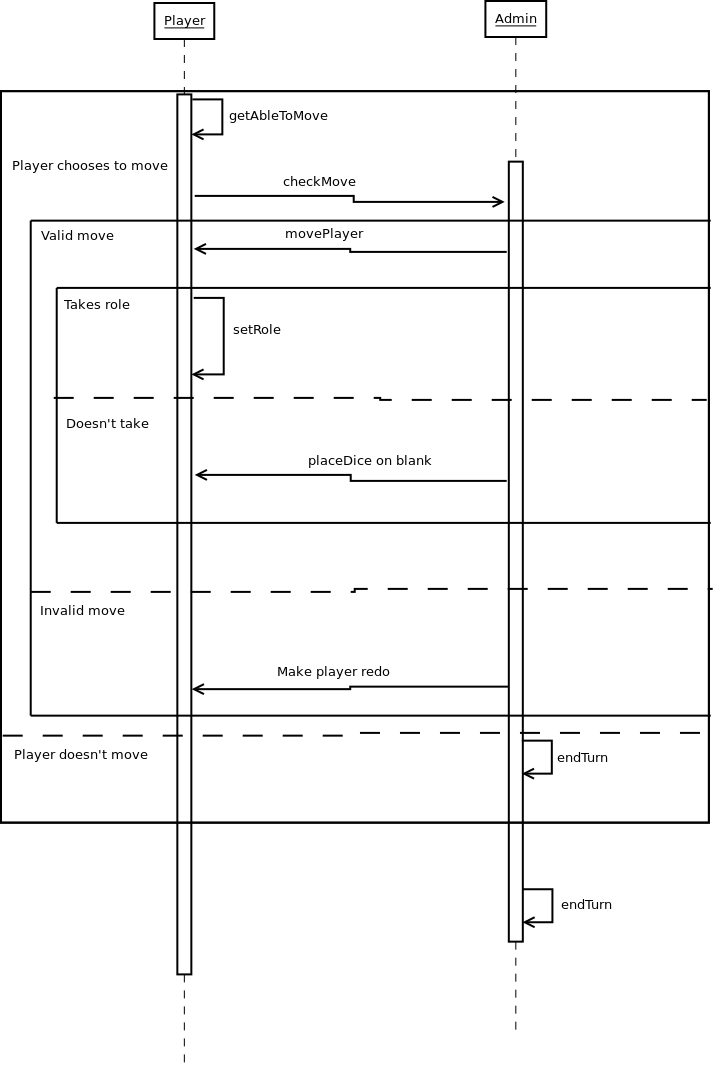 Player
Admin
getAbleToMove
Player chooses to move
checkMove
Valid move
movePlayer
Takes role
setRole
Doesn't take
placeDice on blank
Invalid move
Make player redo
Player doesn't move
endTurn
endTurn